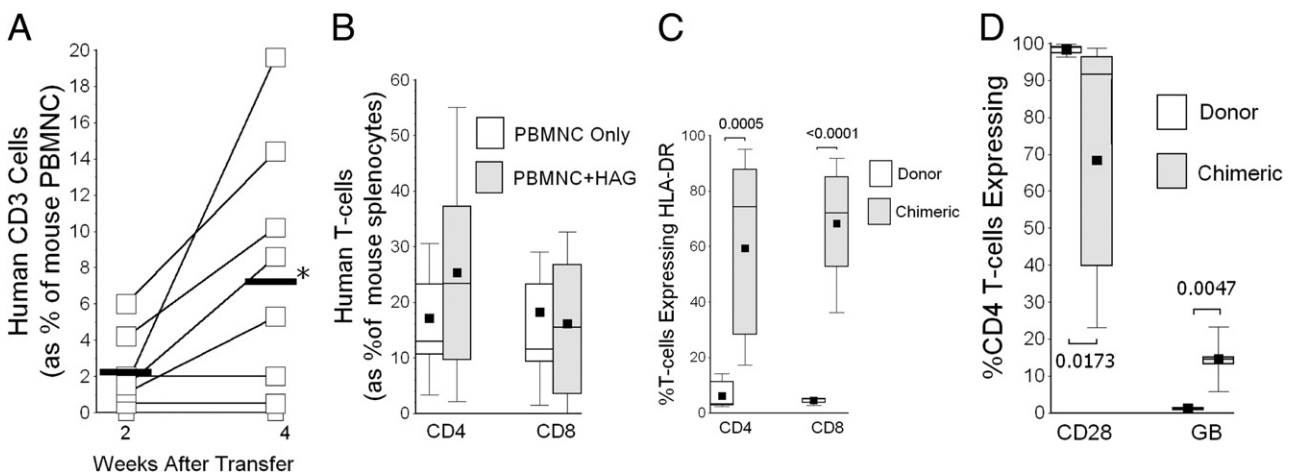 A
Human CD3 Cells
(as % of mouse PBMNC)
20
18
16
14
12
10
8
6
4
2
0
*
2
4
Weeks After Transfer
B
Human T-cells
(as %of mouse splenocytes)
60
50
40
30
20
10
0
PBMNC Only
PBMNC+HAG
CD4
CD8
C
%T-cells Expressing HLA-DR
100
80
60
40
20
0
0.0005
<0.0001
Donor
Chimeric
CD4
CD8
D
%CD4 T-cells Expressing
100
90
80
70
60
50
40
30
20
10
0
Donor
Chimeric
0.0173
0.0047
CD28
GB